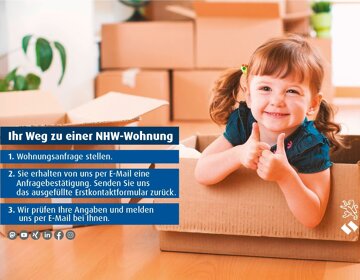 Ihr Weg zu einer NHW-Wohnung
1. Wohnungsanfrage stellen.
2. Sie erhalten von uns per E-Mail eine
Anfragebestätigung. Senden Sie uns
das ausgefüllte Erstkontaktformular zurück.
3. Wir prüfen Ihre Angaben und melden
uns per E-Mail bei Ihnen.